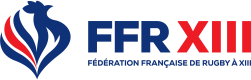 FFR XIII
FÉDÉRATION FRANÇAISE DE RUGBY À XIII